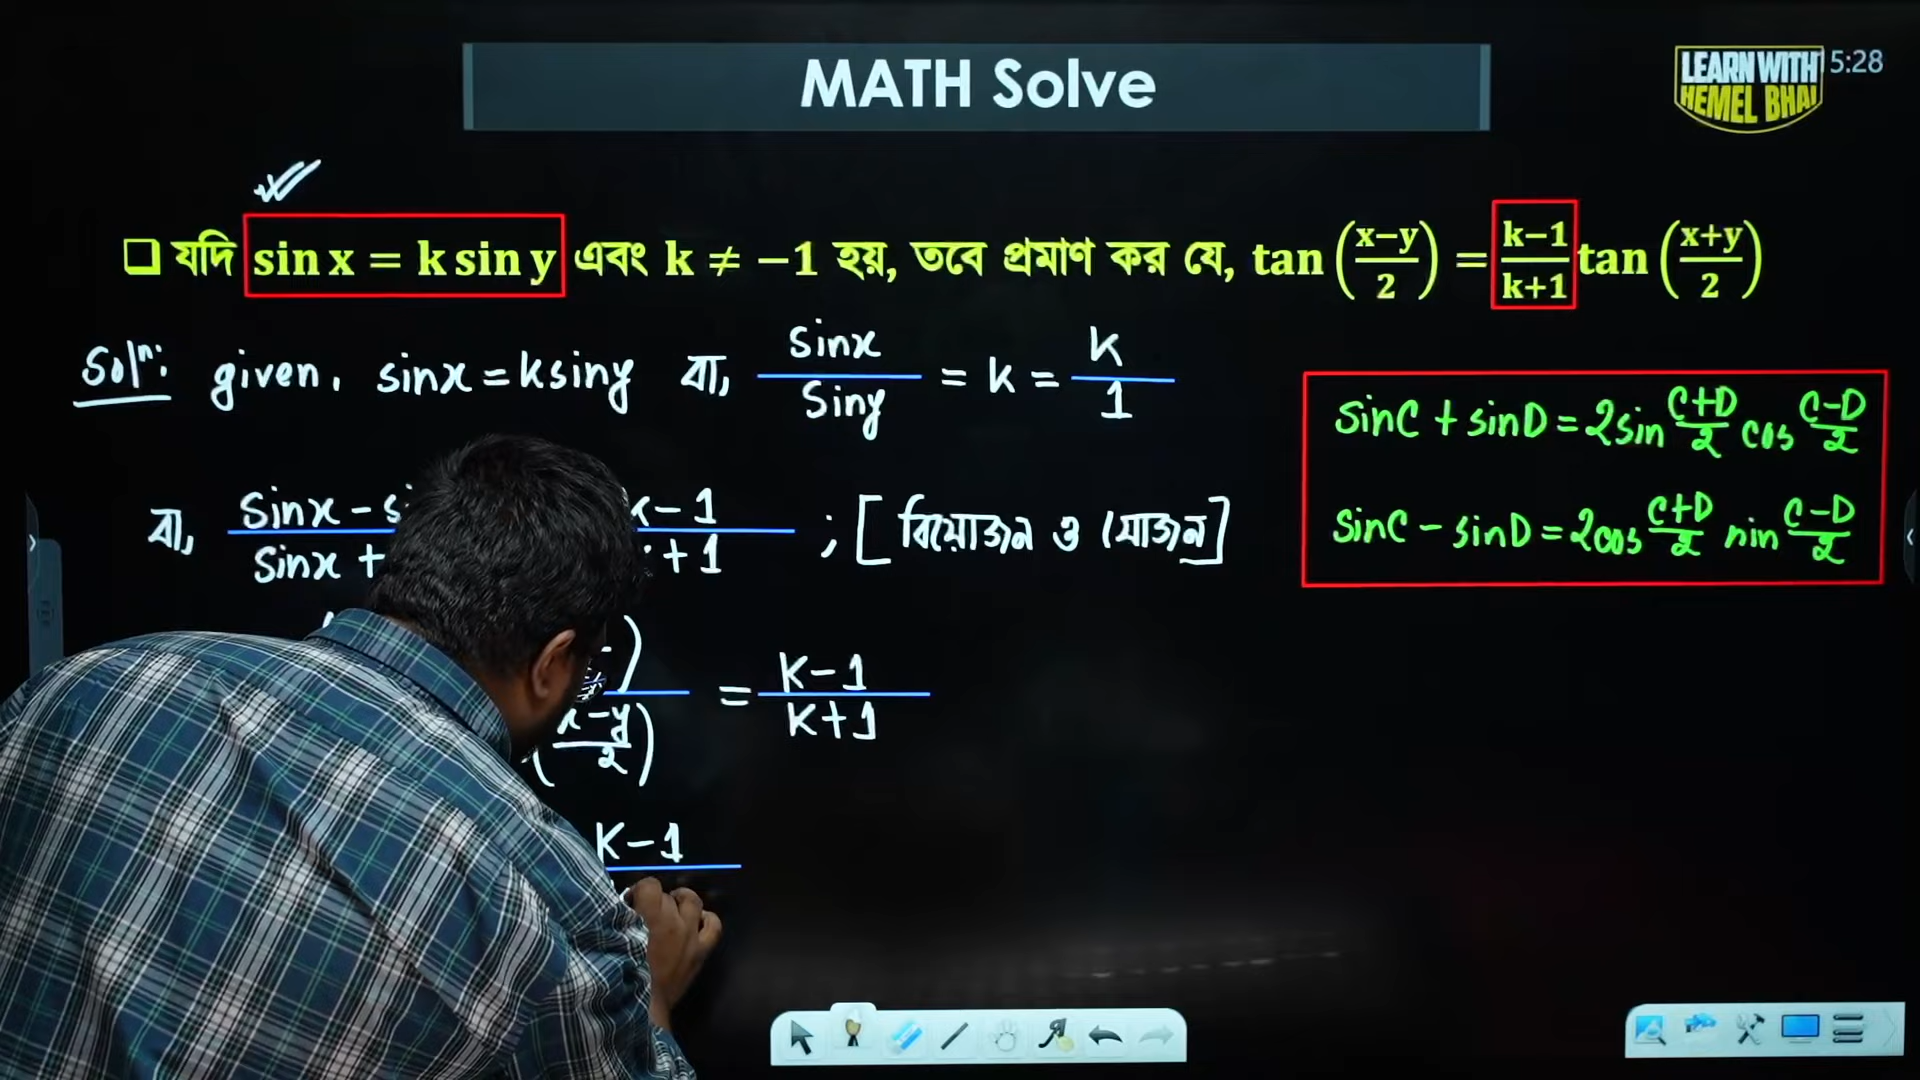 MATH Solve
LEARN WITH
HEMEL BHAI
5:28
❑ যদি sin x = k sin y এবং k ≠ −1 হয়, তবে প্রমাণ কর যে, tan (x−y/2) = k−1/k+1 tan (x+y/2)
Solⁿ: given, sinx = ksiny বা, sinx/siny = k = k/1
sinC + sinD = 2sin C+D/2 cos C−D/2
বা, sinx −
sinx +
−1
+1
; [বিয়োজন ও যোজন]
sinC − sinD = 2cos C+D/2 sin C−D/2
x−y/2
= K−1/K+1
K−1